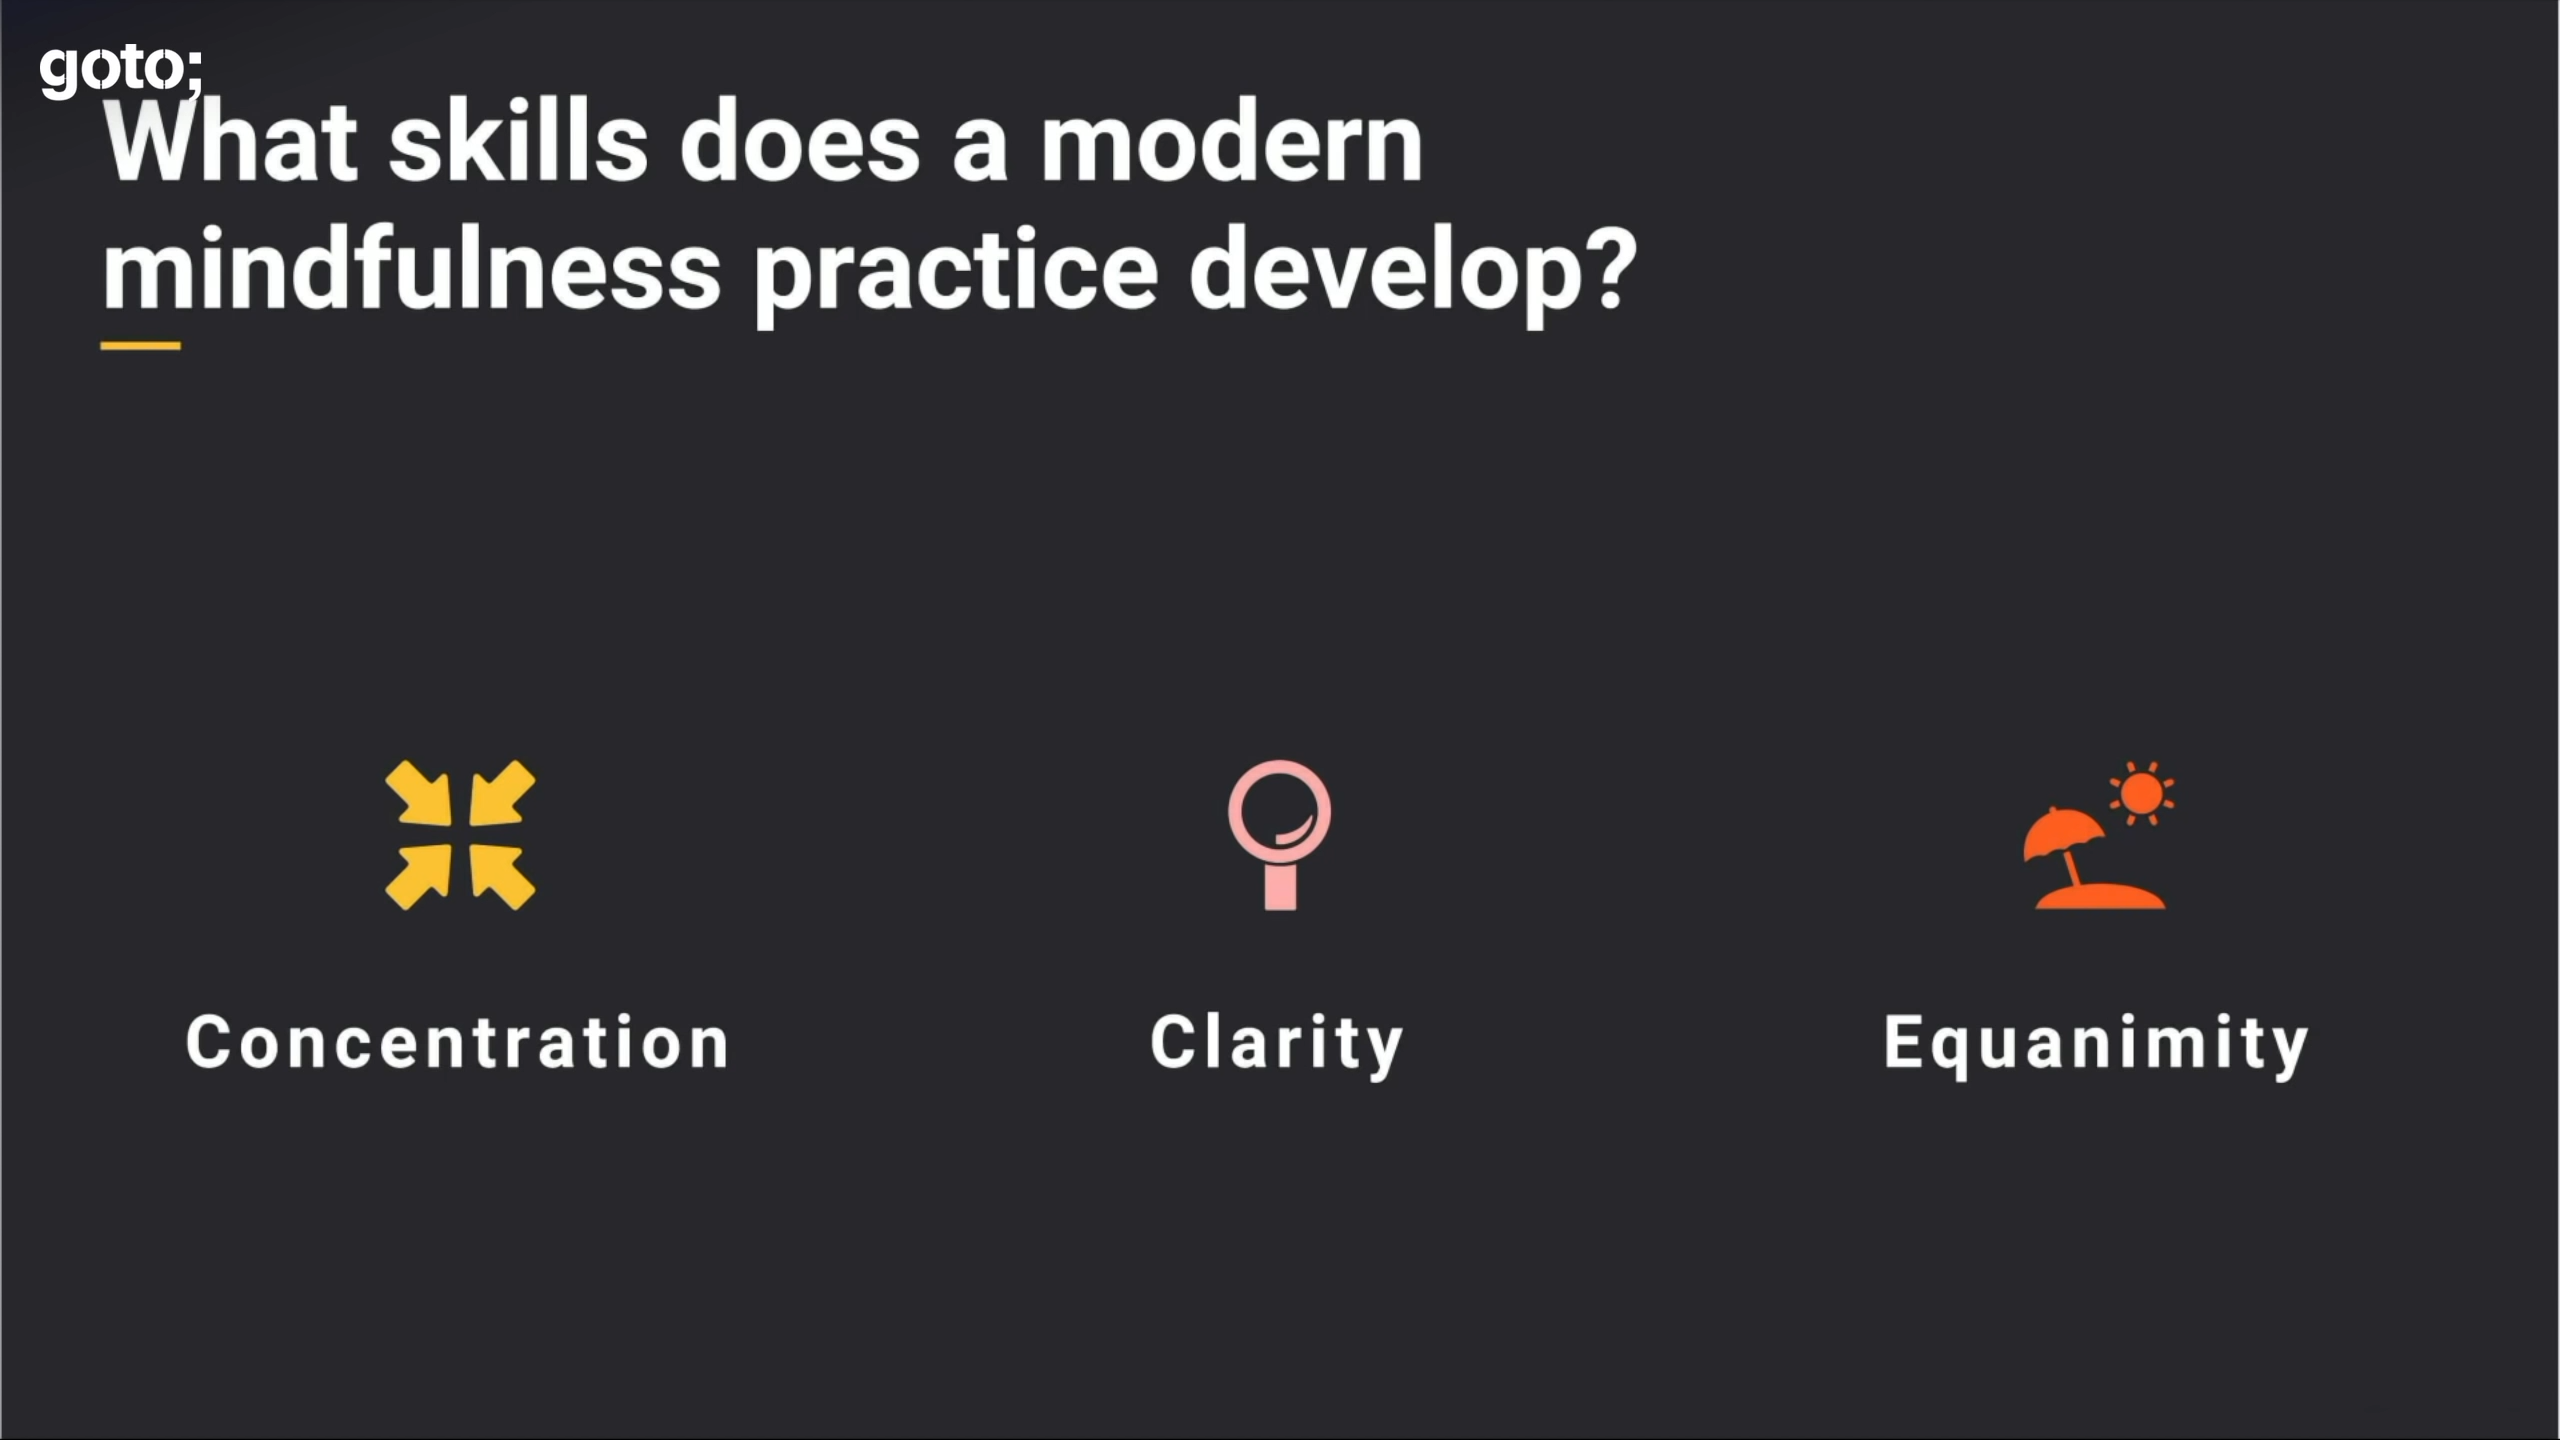 goto;
What skills does a modern
mindfulness practice develop?
Concentration
Clarity
Equanimity